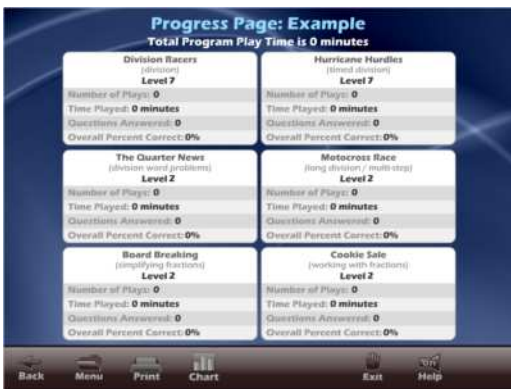 Progress Page: Example
Total Program Play Time is 0 minutes
Division Racers
(division)
Level 7
Number of Plays: 0
Time Played: 0 minutes
Questions Answered: 0
Overall Percent Correct: 0%
Hurricane Hurdles
(timed division)
Level 7
Number of Plays: 0
Time Played: 0 minutes
Questions Answered: 0
Overall Percent Correct: 0%
The Quarter News
(division word problems)
Level 2
Number of Plays: 0
Time Played: 0 minutes
Questions Answered: 0
Overall Percent Correct: 0%
Motocross Race
(long division / multi-step)
Level 2
Number of Plays: 0
Time Played: 0 minutes
Questions Answered: 0
Overall Percent Correct: 0%
Board Breaking
(simplifying fractions)
Level 2
Number of Plays: 0
Time Played: 0 minutes
Questions Answered: 0
Overall Percent Correct: 0%
Cookie Sale
(working with fractions)
Level 2
Number of Plays: 0
Time Played: 0 minutes
Questions Answered: 0
Overall Percent Correct: 0%
Back Menu Print Chart Exit Help